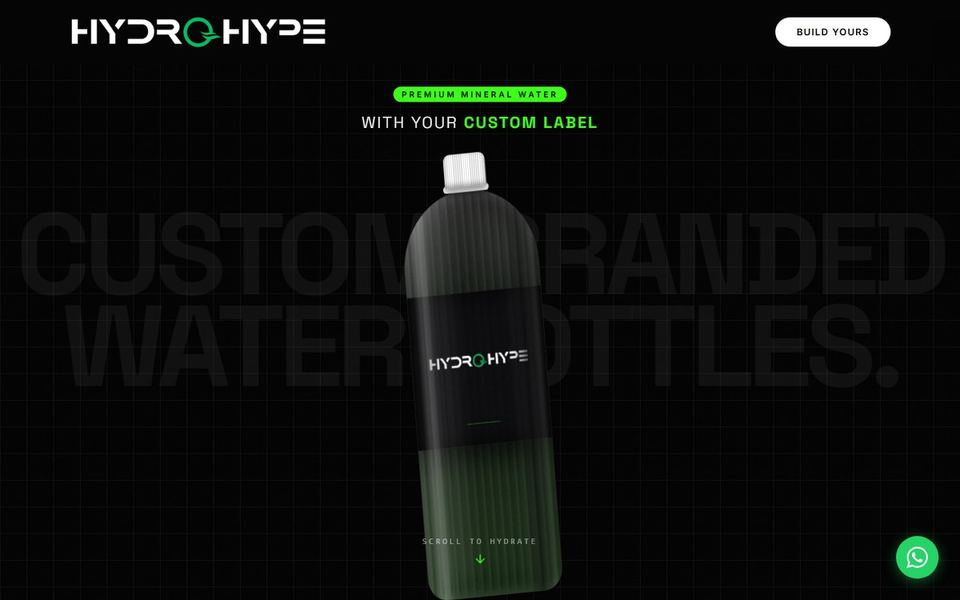 HYDROHYPE
BUILD YOURS
PREMIUM MINERAL WATER
WITH YOUR CUSTOM LABEL
CUSTOM BRANDED
WATER BOTTLES.
HYDROHYPE
SCROLL TO HYDRATE